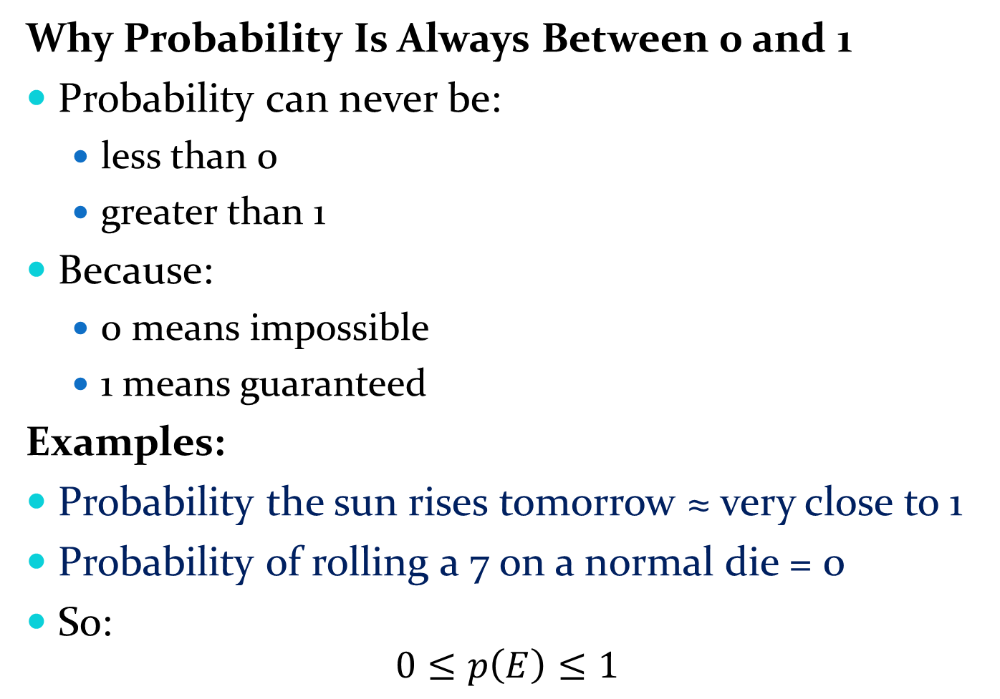 Why Probability Is Always Between 0 and 1
• Probability can never be:
• less than 0
• greater than 1
• Because:
• 0 means impossible
• 1 means guaranteed
Examples:
• Probability the sun rises tomorrow ≈ very close to 1
• Probability of rolling a 7 on a normal die = 0
• So:
0 ≤ p(E) ≤ 1